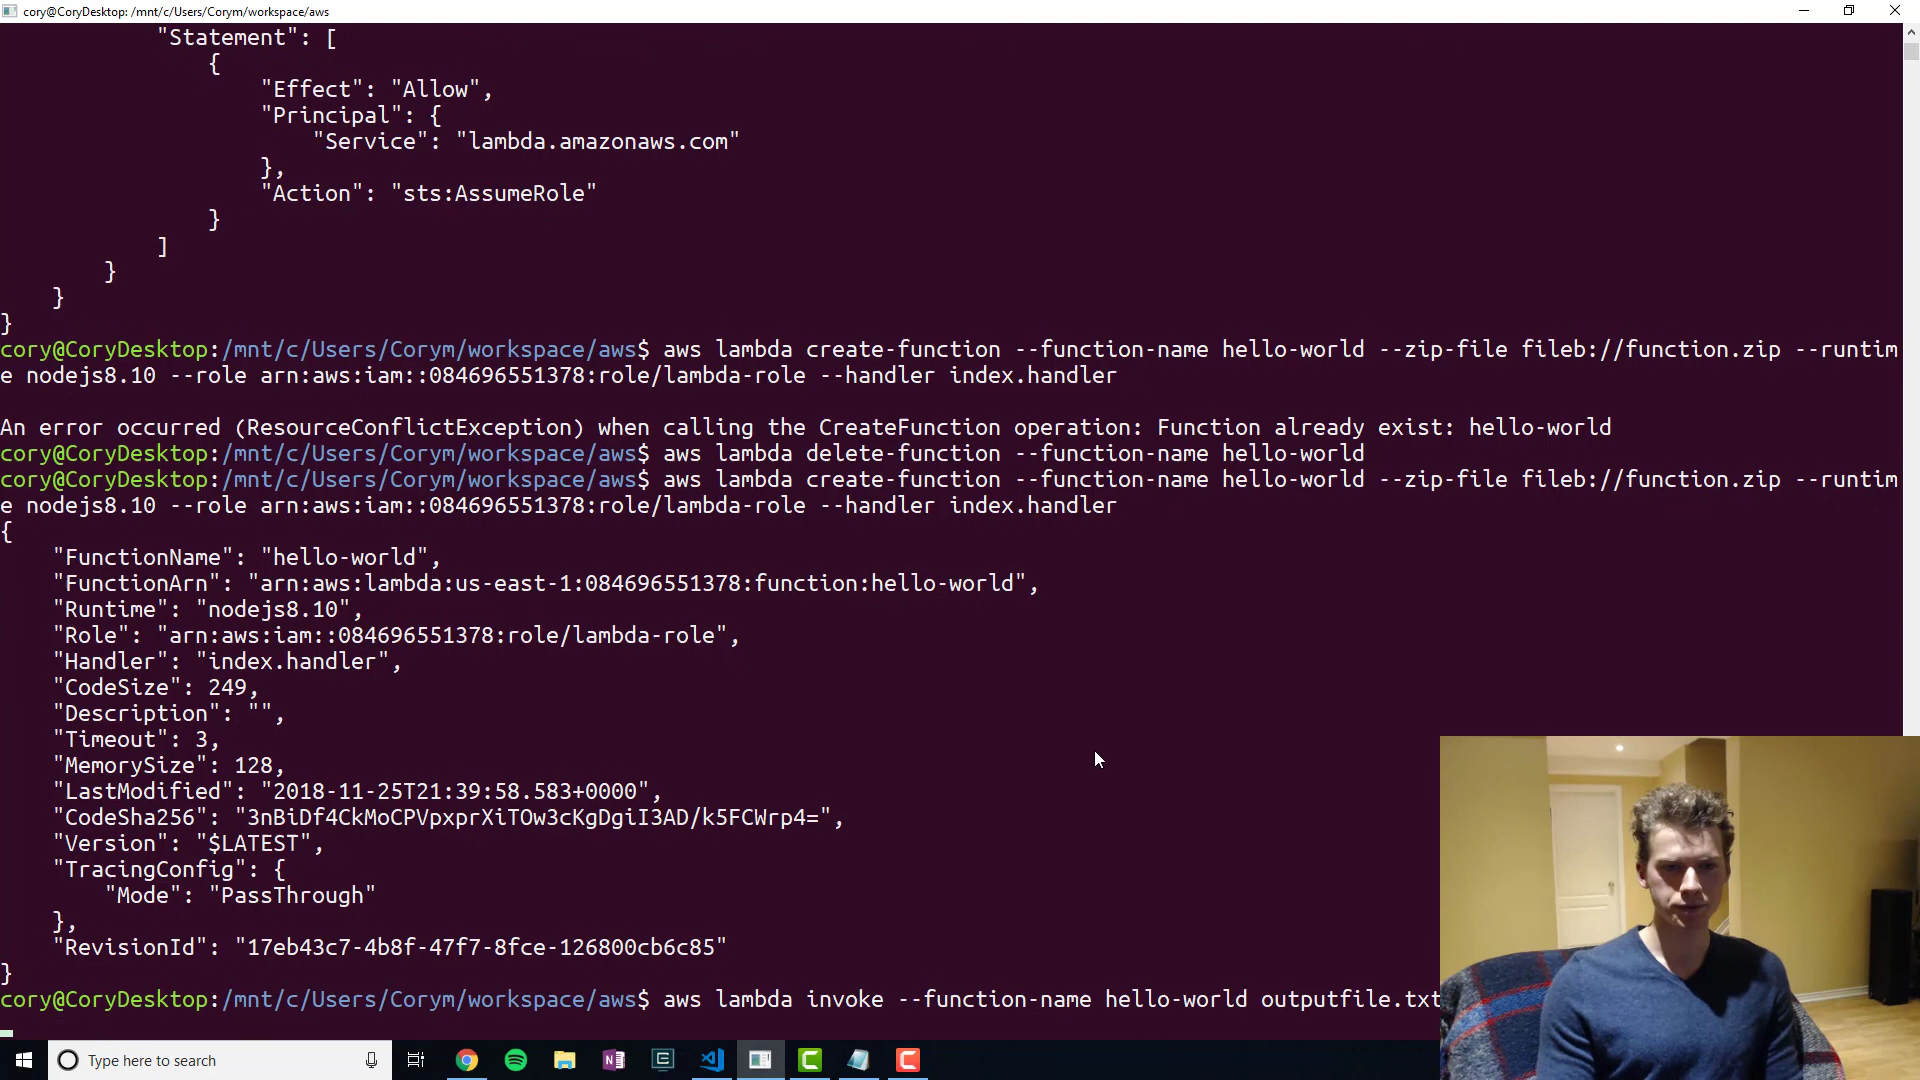 cory@CoryDesktop: /mnt/c/Users/Corym/workspace/aws
"Statement": [
{
"Effect": "Allow",
"Principal": {
"Service": "lambda.amazonaws.com"
},
"Action": "sts:AssumeRole"
}
]
}
}
}
cory@CoryDesktop:/mnt/c/Users/Corym/workspace/aws$ aws lambda create-function --function-name hello-world --zip-file fileb://function.zip --runtim
e nodejs8.10 --role arn:aws:iam::084696551378:role/lambda-role --handler index.handler
An error occurred (ResourceConflictException) when calling the CreateFunction operation: Function already exist: hello-world
cory@CoryDesktop:/mnt/c/Users/Corym/workspace/aws$ aws lambda delete-function --function-name hello-world
cory@CoryDesktop:/mnt/c/Users/Corym/workspace/aws$ aws lambda create-function --function-name hello-world --zip-file fileb://function.zip --runtim
e nodejs8.10 --role arn:aws:iam::084696551378:role/lambda-role --handler index.handler
{
"FunctionName": "hello-world",
"FunctionArn": "arn:aws:lambda:us-east-1:084696551378:function:hello-world",
"Runtime": "nodejs8.10",
"Role": "arn:aws:iam::084696551378:role/lambda-role",
"Handler": "index.handler",
"CodeSize": 249,
"Description": "",
"Timeout": 3,
"MemorySize": 128,
"LastModified": "2018-11-25T21:39:58.583+0000",
"CodeSha256": "3nBiDf4CkMoCPVpxprXiTOw3cKgDgiI3AD/k5FCWrp4=",
"Version": "$LATEST",
"TracingConfig": {
"Mode": "PassThrough"
},
"RevisionId": "17eb43c7-4b8f-47f7-8fce-126800cb6c85"
}
cory@CoryDesktop:/mnt/c/Users/Corym/workspace/aws$ aws lambda invoke --function-name hello-world outputfile.txt
Type here to search